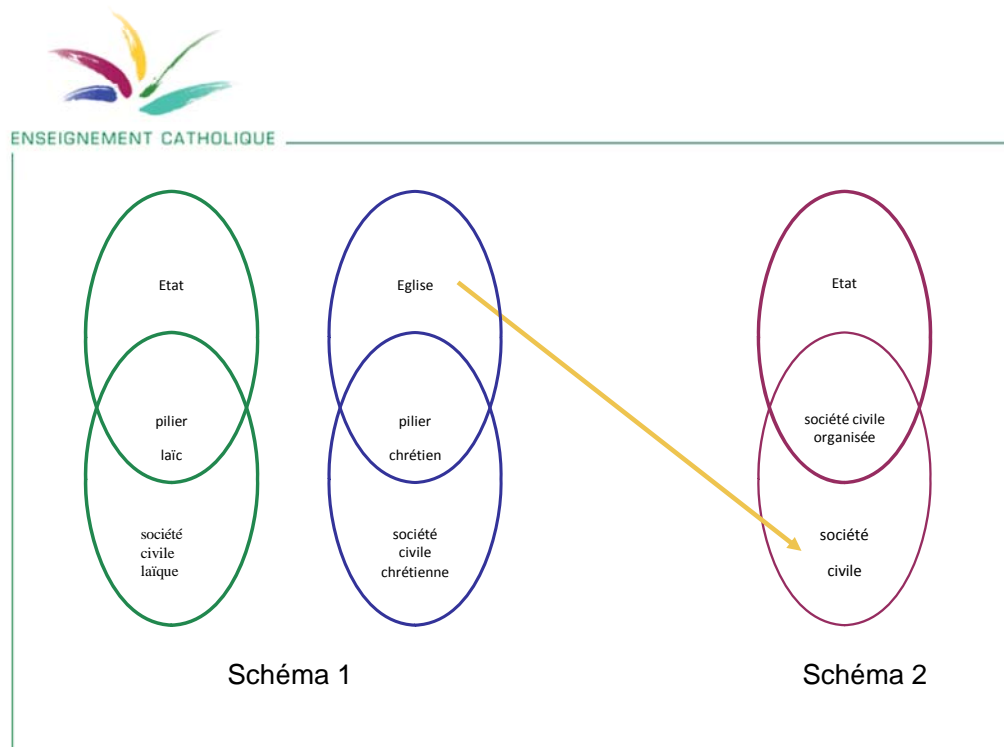 ENSEIGNEMENT CATHOLIQUE
Etat
pilier
laïc
société
civile
laïque
Eglise
pilier
chrétien
société
civile
chrétienne
Schéma 1
Etat
société civile
organisée
société
civile
Schéma 2